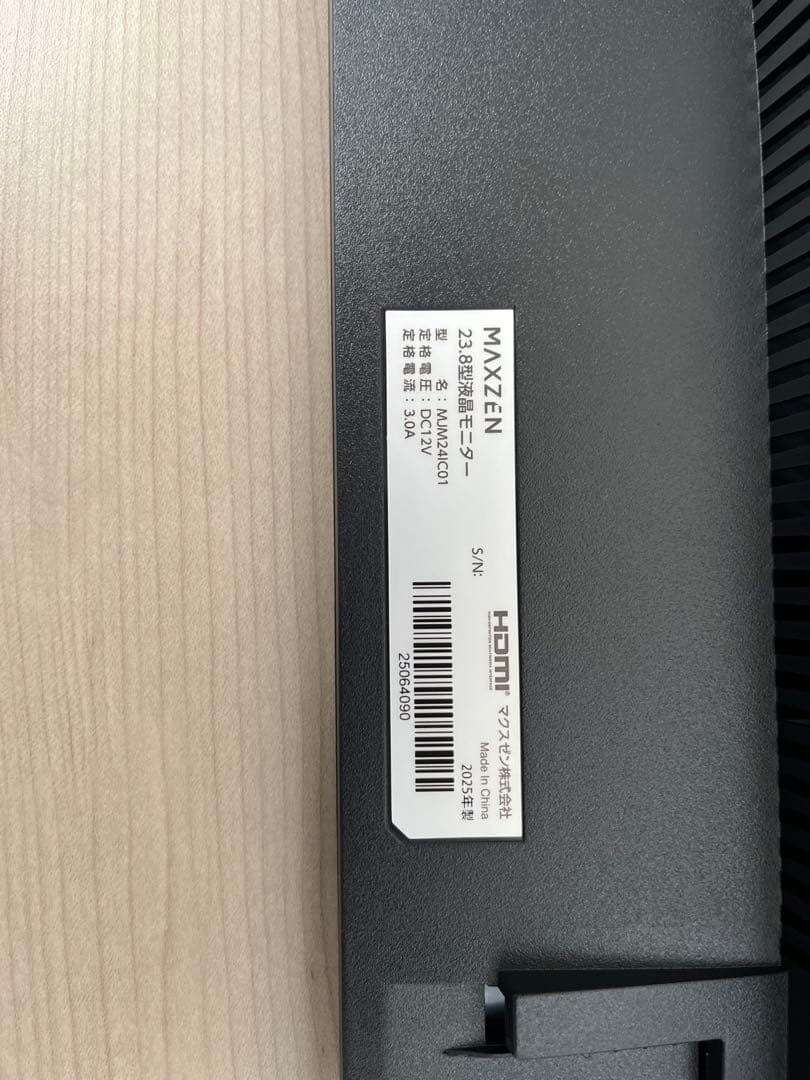 MAXZEN
23.8型液晶モニター
型 名：MJM24IC01
定格電圧：DC12V
定格電流：3.0A
HDMI®
マクスゼン株式会社
Made In China
2025年製
S/N:
25064090